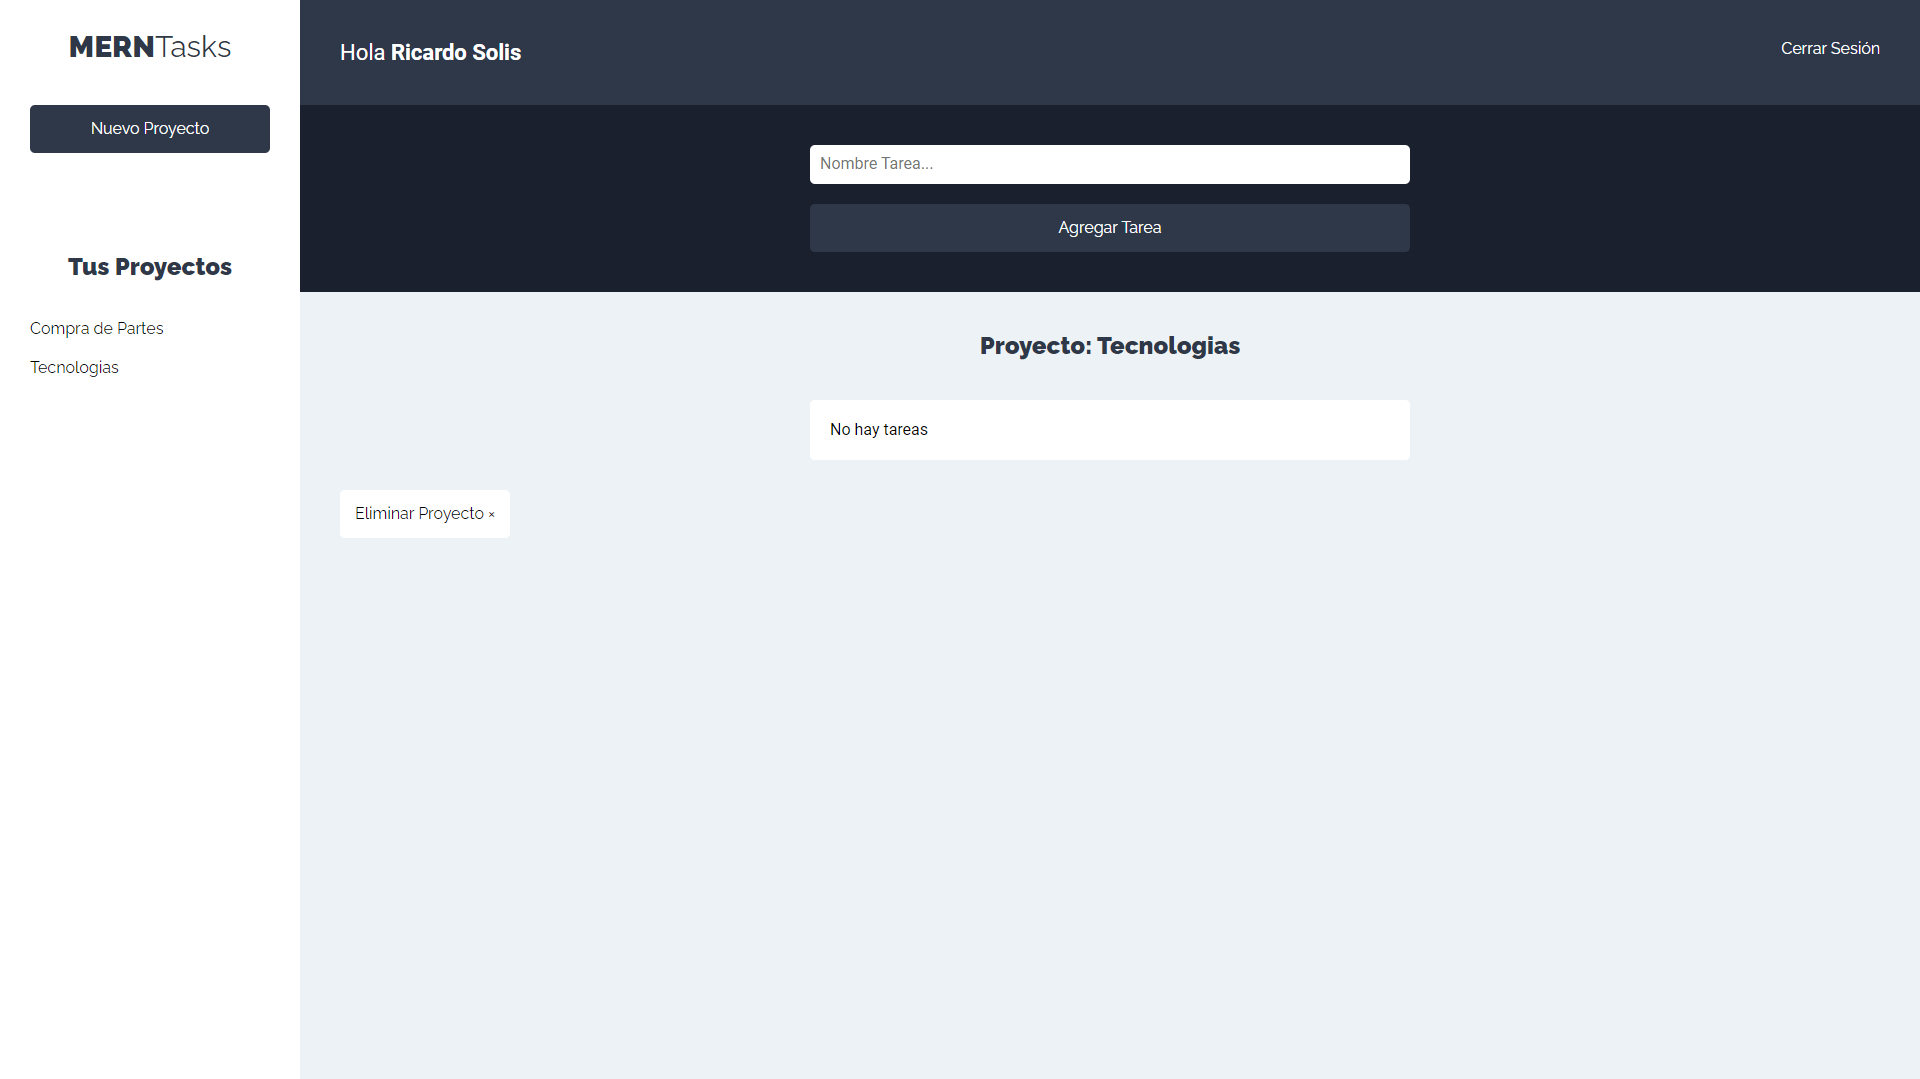 MERNTasks
Nuevo Proyecto
Tus Proyectos
Compra de Partes
Tecnologias
Hola Ricardo Solis
Cerrar Sesión
Nombre Tarea...
Agregar Tarea
Proyecto: Tecnologias
No hay tareas
Eliminar Proyecto ×